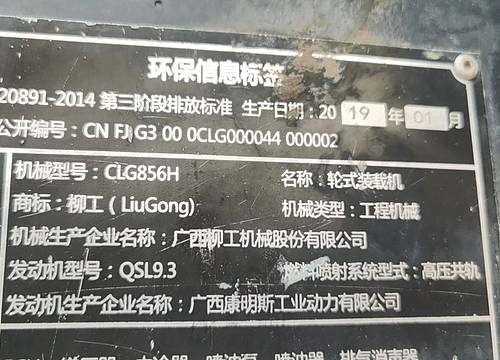 环保信息标签
20891-2014 第三阶段排放标准 生产日期：20 19 年 01 月
公开编号：CN FJ G3 00 0CLG000044 000002
机械型号：CLG856H 名称：轮式装载机
商标：柳工（LiuGong） 机械类型：工程机械
机械生产企业名称：广西柳工机械股份有限公司
发动机型号：QSL9.3 燃料喷射系统型式：高压共轨
发动机生产企业名称：广西康明斯工业动力有限公司